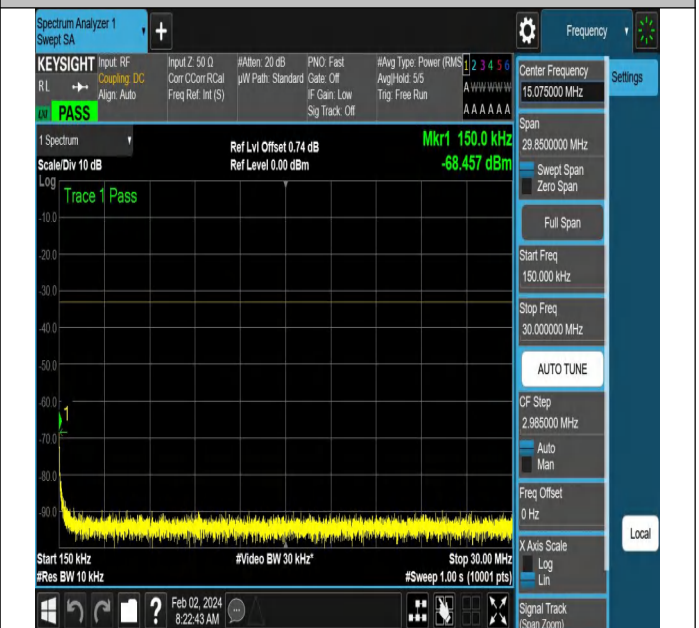 Spectrum Analyzer 1
Swept SA
Frequency
KEYSIGHT
RL
Input: RF
Coupling: DC
Align: Auto
Input Z: 50 Ω
Corr CCorr RCal
Freq Ref: Int (S)
#Atten: 20 dB
µW Path: Standard
PNO: Fast
Gate: Off
IF Gain: Low
Sig Track: Off
#Avg Type: Power (RMS
Avg|Hold: 5/5
Trig: Free Run
1 2 3 4 5 6
A W W W W W
A A A A A A
PASS
1 Spectrum
Scale/Div 10 dB
Ref Lvl Offset 0.74 dB
Ref Level 0.00 dBm
Mkr1 150.0 kHz
-68.457 dBm
Log
Trace 1 Pass
-10.0
-20.0
-30.0
-40.0
-50.0
-60.0
1
-70.0
-80.0
-90.0
Start 150 kHz
#Res BW 10 kHz
#Video BW 30 kHz*
Stop 30.00 MHz
#Sweep 1.00 s (10001 pts)
Center Frequency
15.075000 MHz
Settings
Span
29.8500000 MHz
Swept Span
Zero Span
Full Span
Start Freq
150.000 kHz
Stop Freq
30.000000 MHz
AUTO TUNE
CF Step
2.985000 MHz
Auto
Man
Freq Offset
0 Hz
X Axis Scale
Log
Lin
Local
Signal Track
(Span Zoom)
?
Feb 02, 2024
8:22:43 AM